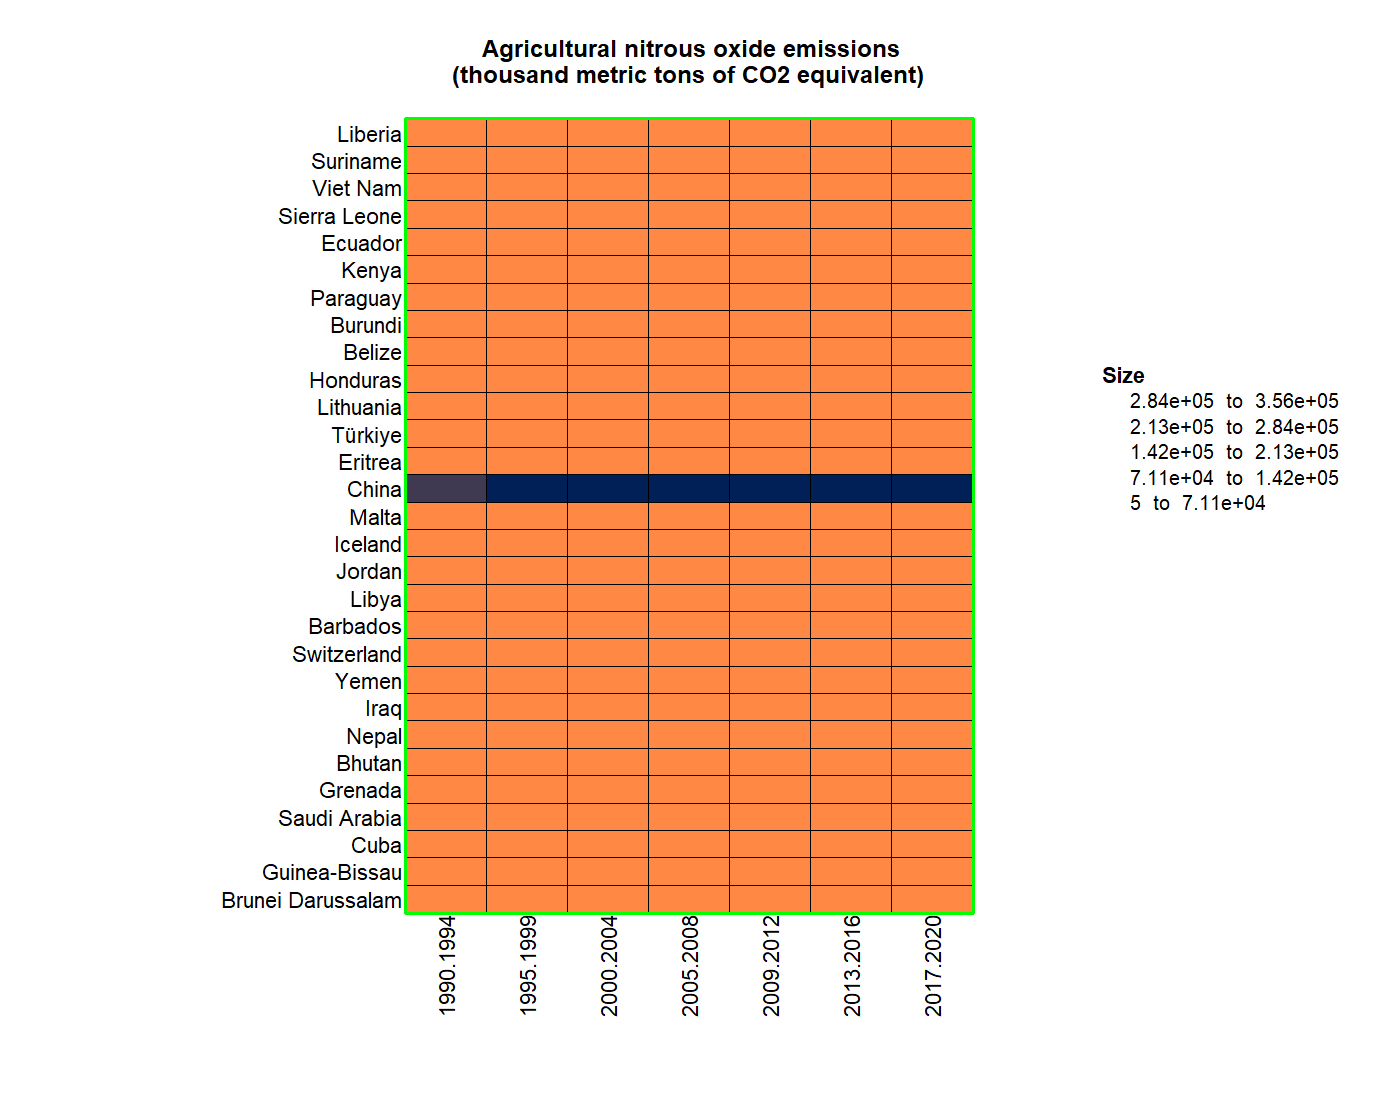 Agricultural nitrous oxide emissions
(thousand metric tons of CO2 equivalent)
Liberia
Suriname
Viet Nam
Sierra Leone
Ecuador
Kenya
Paraguay
Burundi
Belize
Honduras
Lithuania
Türkiye
Eritrea
China
Malta
Iceland
Jordan
Libya
Barbados
Switzerland
Yemen
Iraq
Nepal
Bhutan
Grenada
Saudi Arabia
Cuba
Guinea-Bissau
Brunei Darussalam
1990.1994
1995.1999
2000.2004
2005.2008
2009.2012
2013.2016
2017.2020
Size
2.84e+05 to 3.56e+05
2.13e+05 to 2.84e+05
1.42e+05 to 2.13e+05
7.11e+04 to 1.42e+05
5 to 7.11e+04